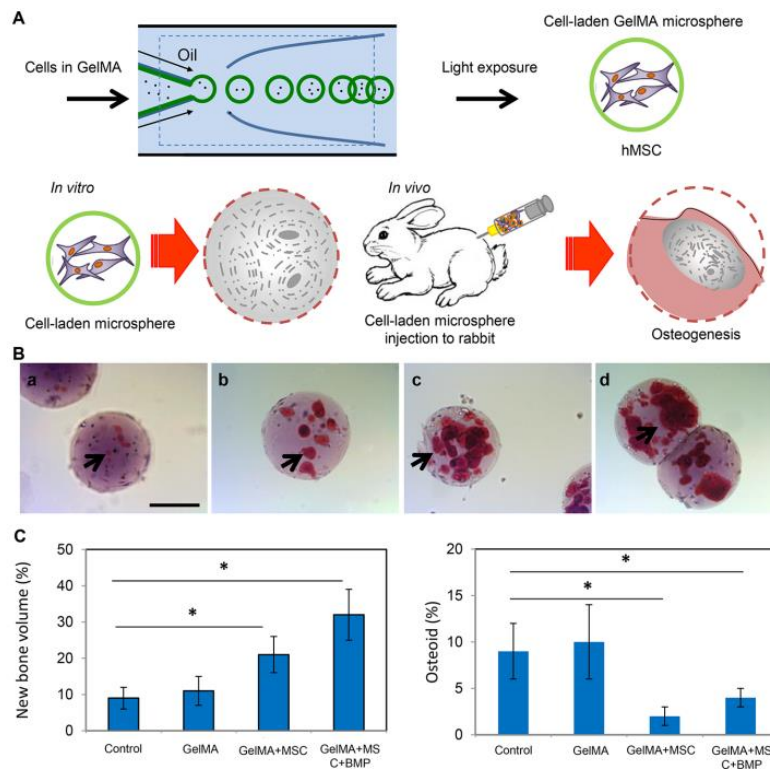 A
Oil
Cells in GelMA
Light exposure
Cell-laden GelMA microsphere
hMSC
In vitro
In vivo
Cell-laden microsphere
Cell-laden microsphere
injection to rabbit
Osteogenesis
B
a
b
c
d
C
New bone volume (%)
50
40
30
20
10
0
Control
GelMA
GelMA+MSC
GelMA+MS
C+BMP
*
*
Osteoid (%)
20
15
10
5
0
Control
GelMA
GelMA+MSC
GelMA+MS
C+BMP
*
*